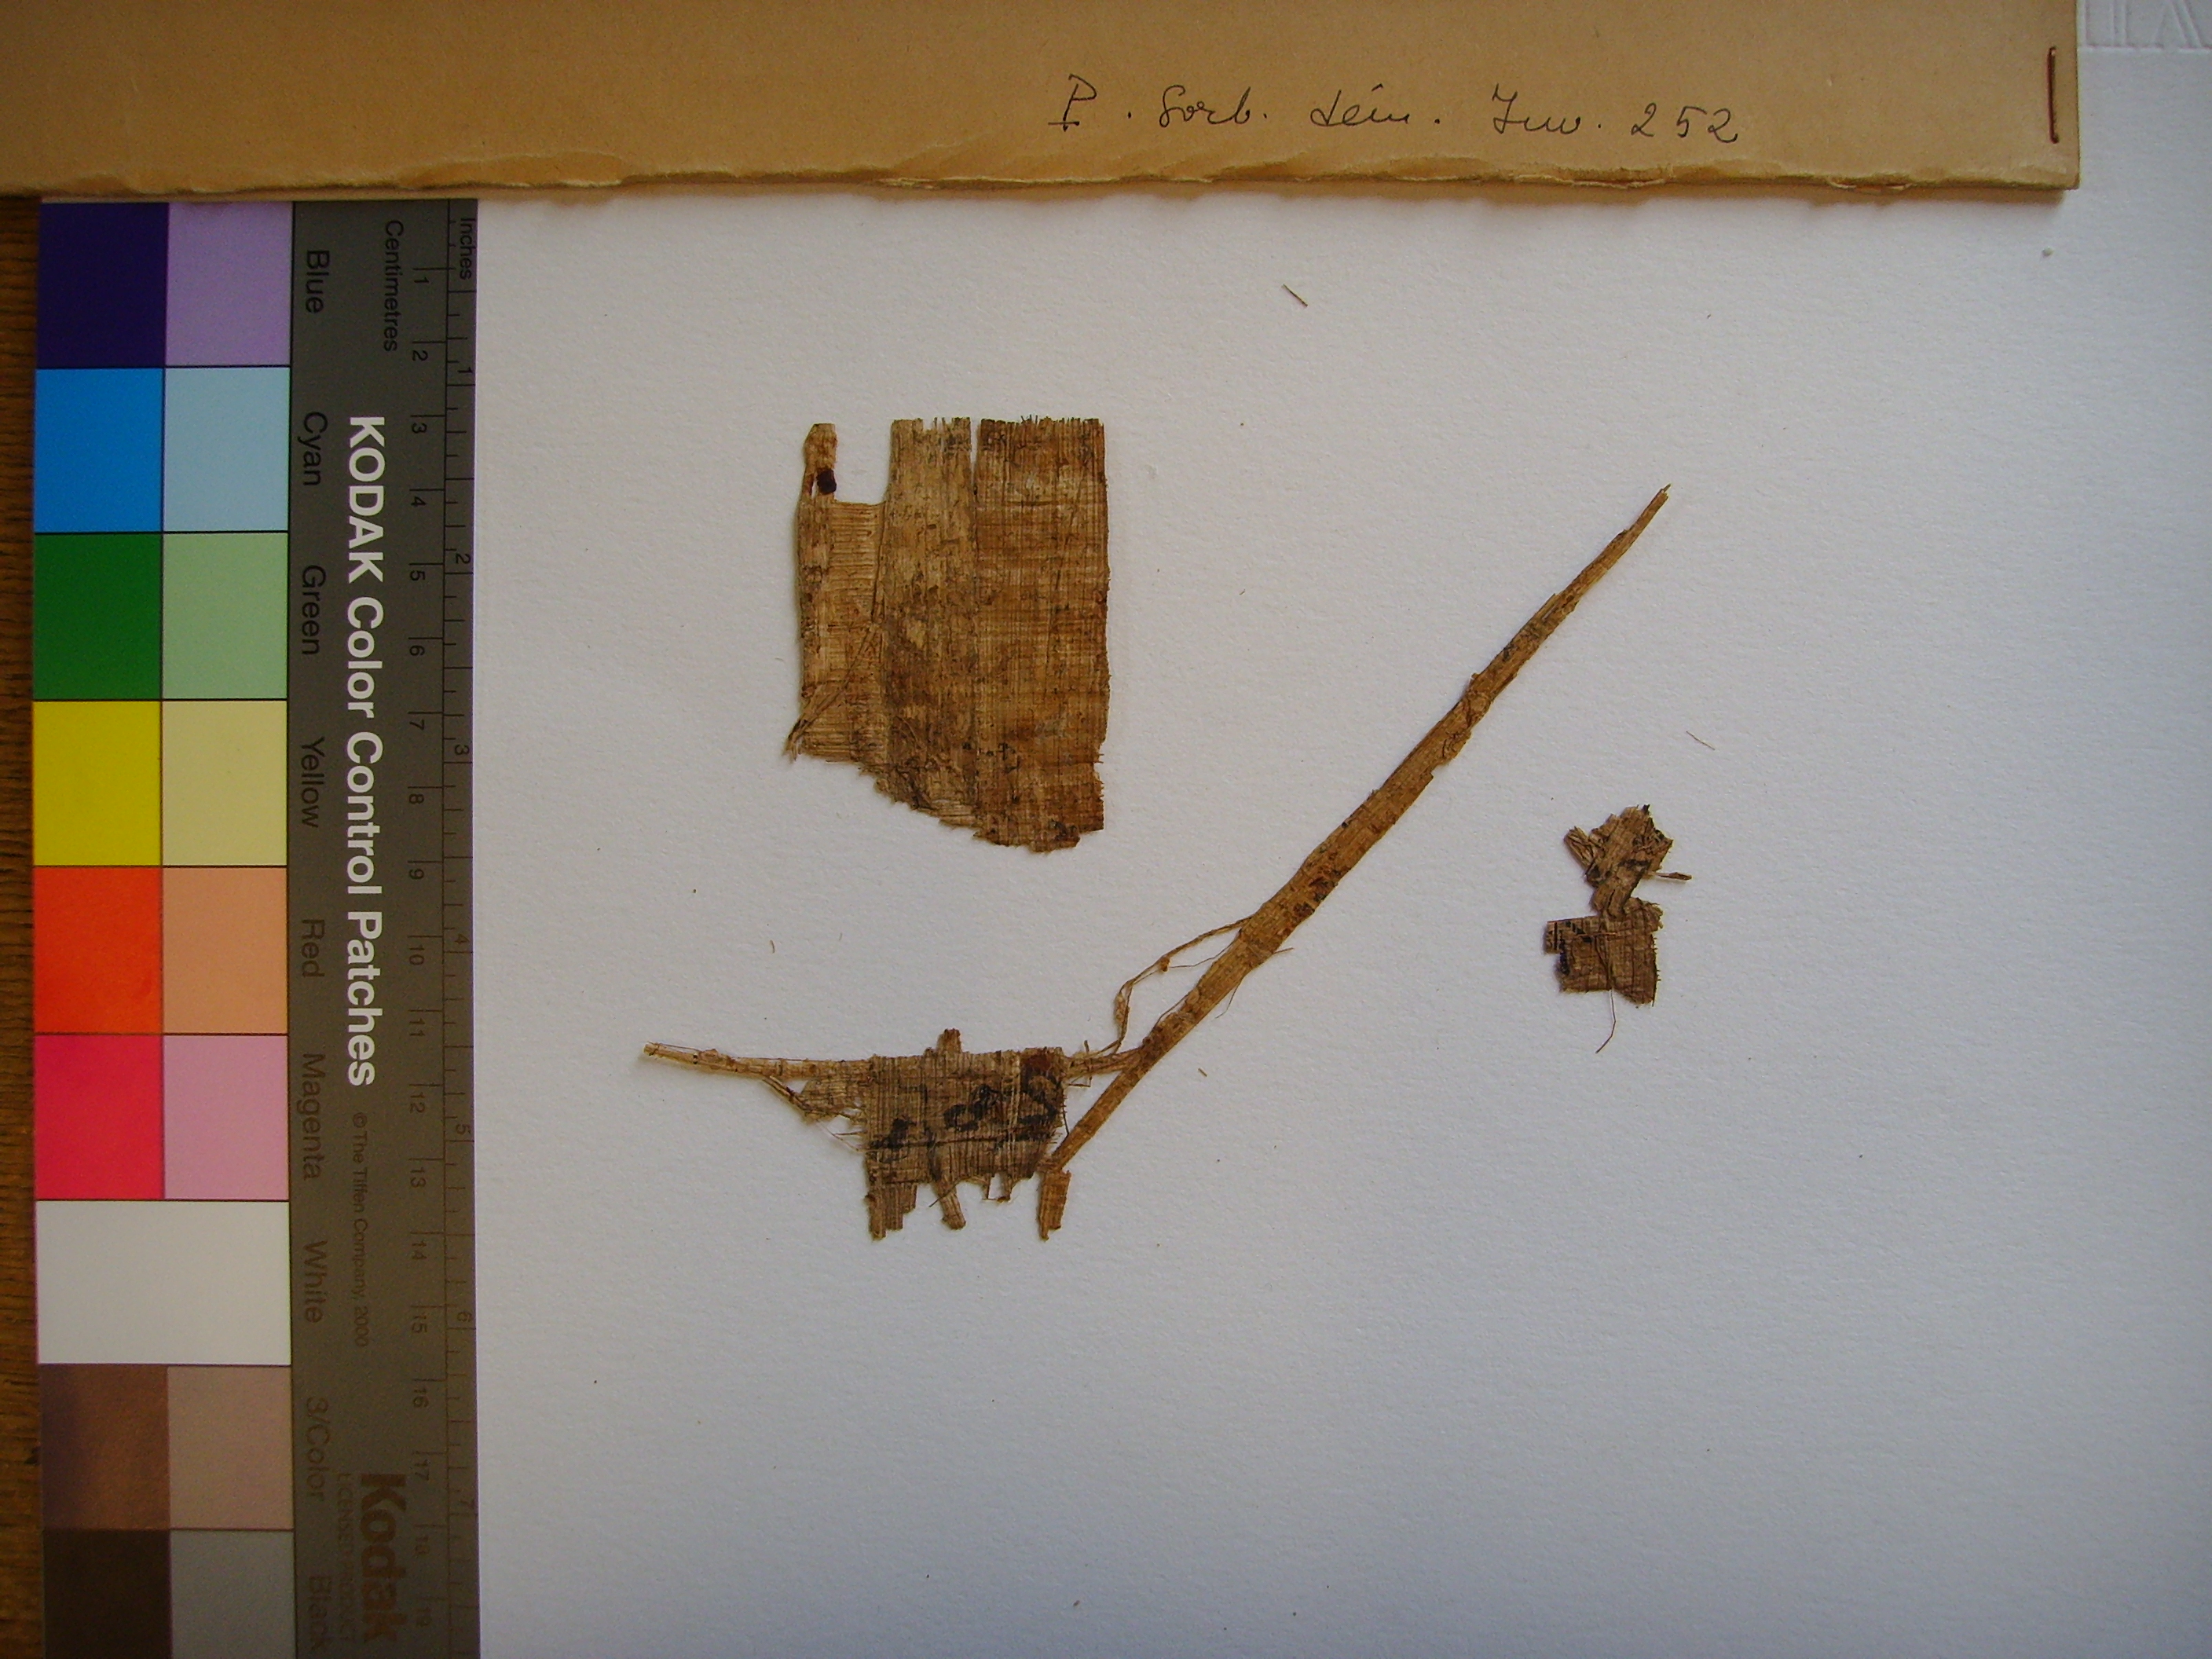 P. Sorb. dém. Inv. 252
Inches
1
2
3
4
5
6
7
Centimetres
1
2
3
4
5
6
7
8
9
10
11
12
13
14
15
16
17
18
19
KODAK Color Control Patches
© The Tiffen Company, 2000
Kodak
LICENSED PRODUCT
Blue
Cyan
Green
Yellow
Red
Magenta
White
3/Color
Black